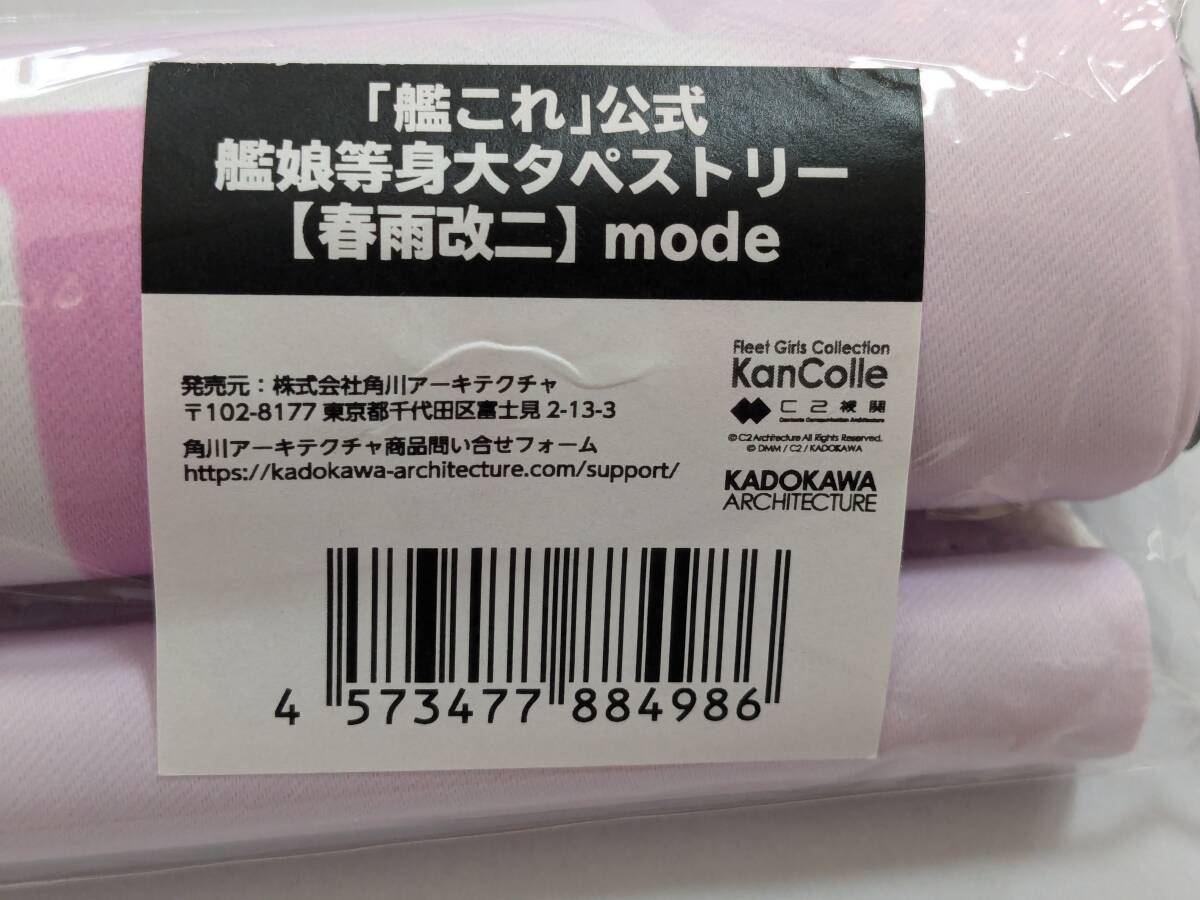 「艦これ」公式
艦娘等身大タペストリー
【春雨改二】 mode
発売元：株式会社角川アーキテクチャ
〒102-8177 東京都千代田区富士見 2-13-3
角川アーキテクチャ商品問い合せフォーム
https://kadokawa-architecture.com/support/
Fleet Girls Collection
KanColle
C2機関
Contents Communication Architecture
© C2 Architecture All Rights Reserved.
© DMM / C2 / KADOKAWA
KADOKAWA
ARCHITECTURE
4 573477 884986